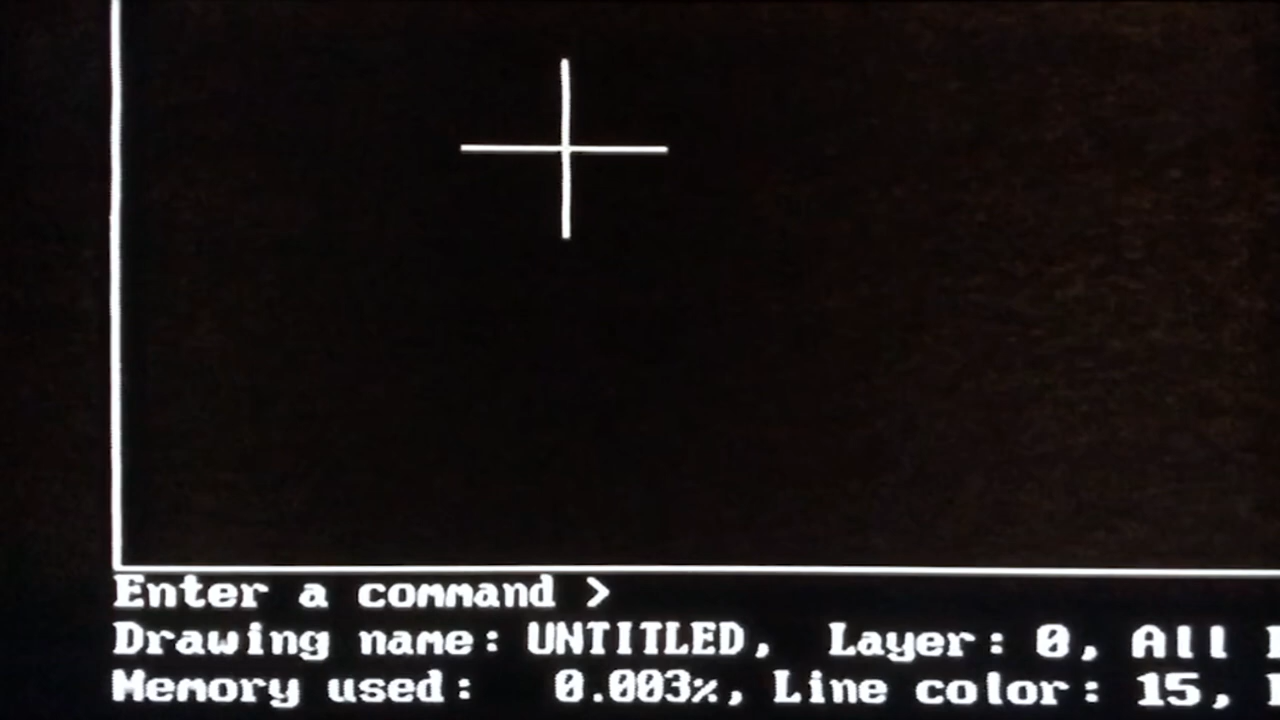 Enter a command >
Drawing name: UNTITLED, Layer: 0, All
Memory used: 0.003%, Line color: 15,